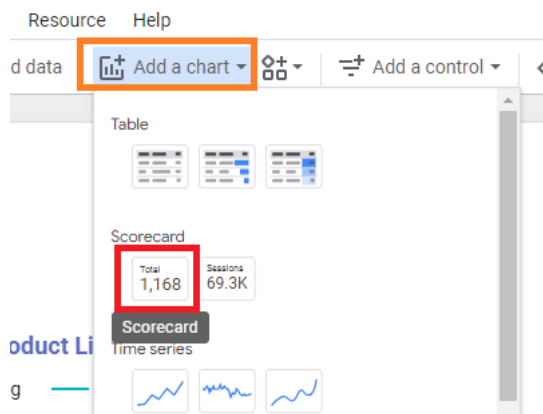 Resource Help
d data Add a chart Add a control
Table
Scorecard
Total Sessions
1,168 69.3K
Scorecard
oduct Li Time series
g